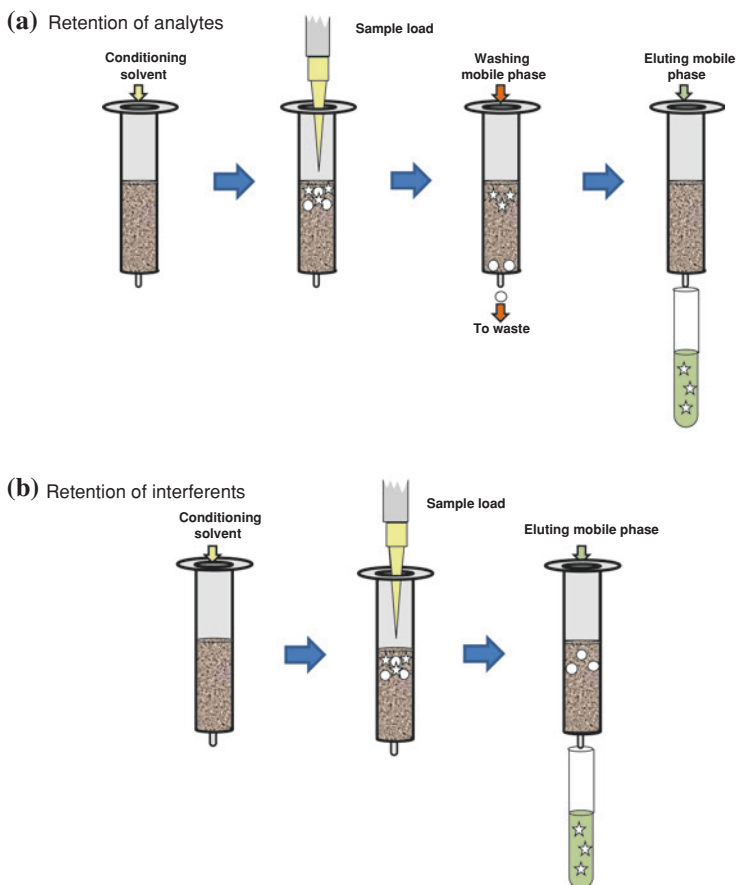 (a) Retention of analytes
Sample load
Conditioning
solvent
Washing
mobile phase
Eluting mobile
phase
To waste
(b) Retention of interferents
Sample load
Conditioning
solvent
Eluting mobile phase